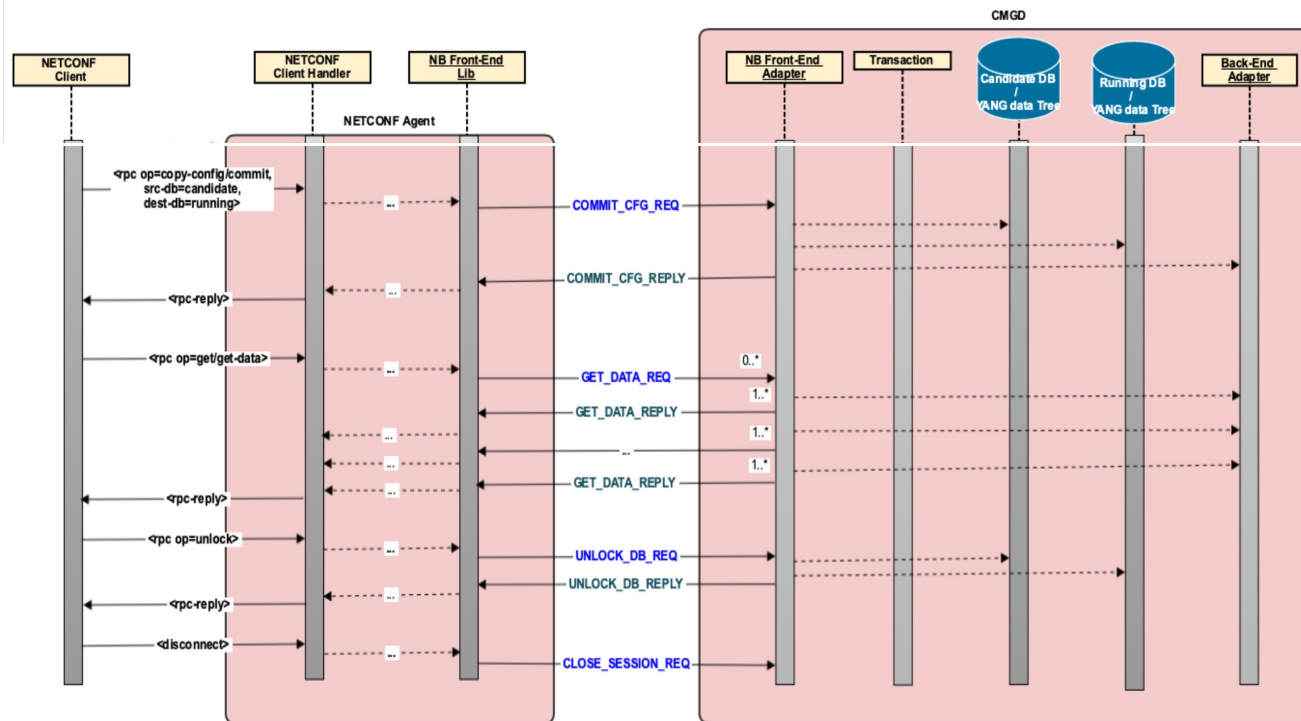 CMGD
NETCONF
Client
NETCONF
Client Handler
NB Front-End
Lib
NB Front-End
Adapter
Transaction
Candidate DB
/
YANG data Tree
Running DB
/
YANG data Tree
Back-End
Adapter
NETCONF Agent
<rpc op=copy-config/commit,
src-db=candidate,
dest-db=running>
...
COMMIT_CFG_REQ
COMMIT_CFG_REPLY
...
<rpc-reply>
<rpc op=get/get-data>
...
0..*
GET_DATA_REQ
1..*
GET_DATA_REPLY
...
1..*
...
...
1..*
GET_DATA_REPLY
...
<rpc-reply>
<rpc op=unlock>
...
UNLOCK_DB_REQ
UNLOCK_DB_REPLY
...
<rpc-reply>
<disconnect>
...
CLOSE_SESSION_REQ